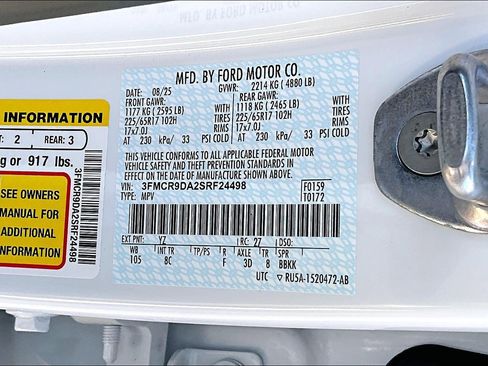 INFORMATION
: 2
REAR: 3
g or 917 lbs.
SEE OWNERS
MANUAL FOR
ADDITIONAL
INFORMATION
3FMCR9DA2SRF24498
MFD. BY FORD MOTOR CO.
DATE: 08/25
GVWR: 2214 KG (4880 LB)
FRONT GAWR:
REAR GAWR:
1177 KG (2595 LB) WITH
1118 KG (2465 LB) WITH
225/65R17 102H TIRES
225/65R17 102H TIRES
17x7.0J RIMS
17x7.0J RIMS
AT 230 kPa/ 33 PSI COLD
AT 230 kPa/ 33 PSI COLD
THIS VEHICLE CONFORMS TO ALL APPLICABLE FEDERAL MOTOR
VEHICLE SAFETY AND THEFT PREVENTION STANDARDS IN EFFECT
ON THE DATE OF MANUFACTURE SHOWN ABOVE.
VIN: 3FMCR9DA2SRF24498
F0159
TYPE: MPV
T0172
EXT PNT: YZ RC: 27 DSO:
WB INT TR TP/PS R AXLE TR SPR
105 8C F 3D 8 BBKK
UTC RU5A-1520472-AB